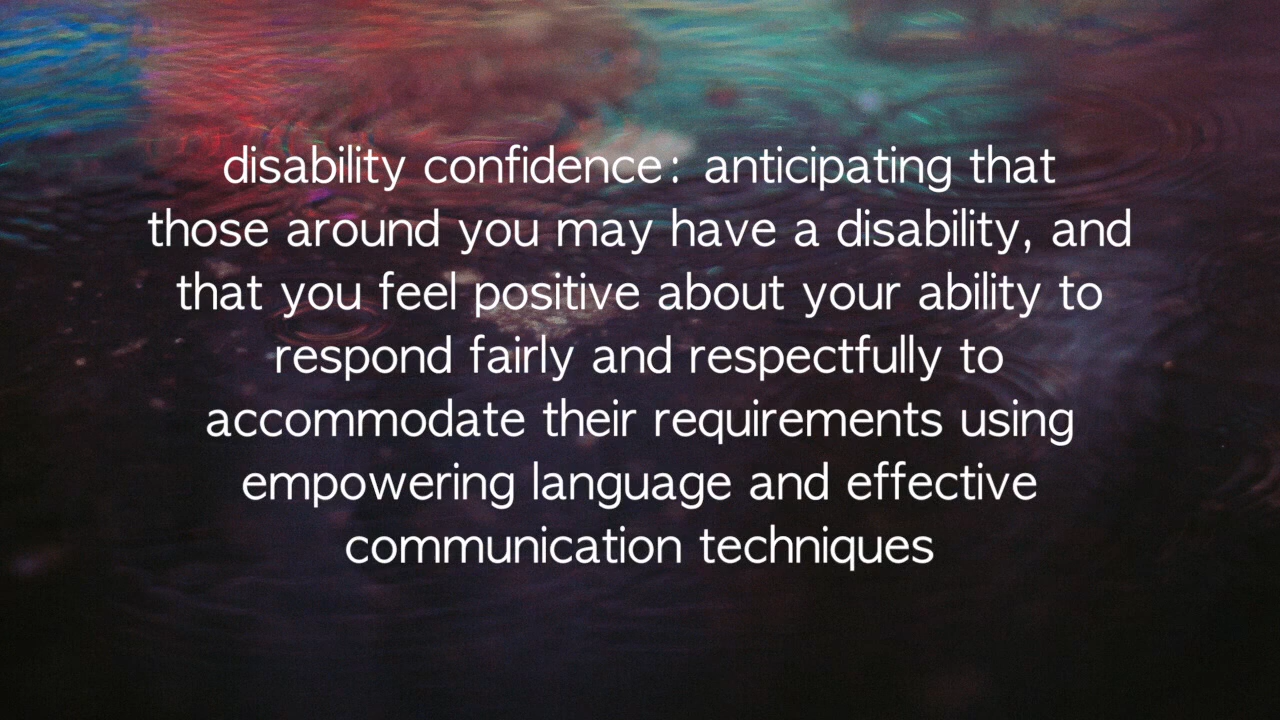 disability confidence: anticipating that
those around you may have a disability, and
that you feel positive about your ability to
respond fairly and respectfully to
accommodate their requirements using
empowering language and effective
communication techniques